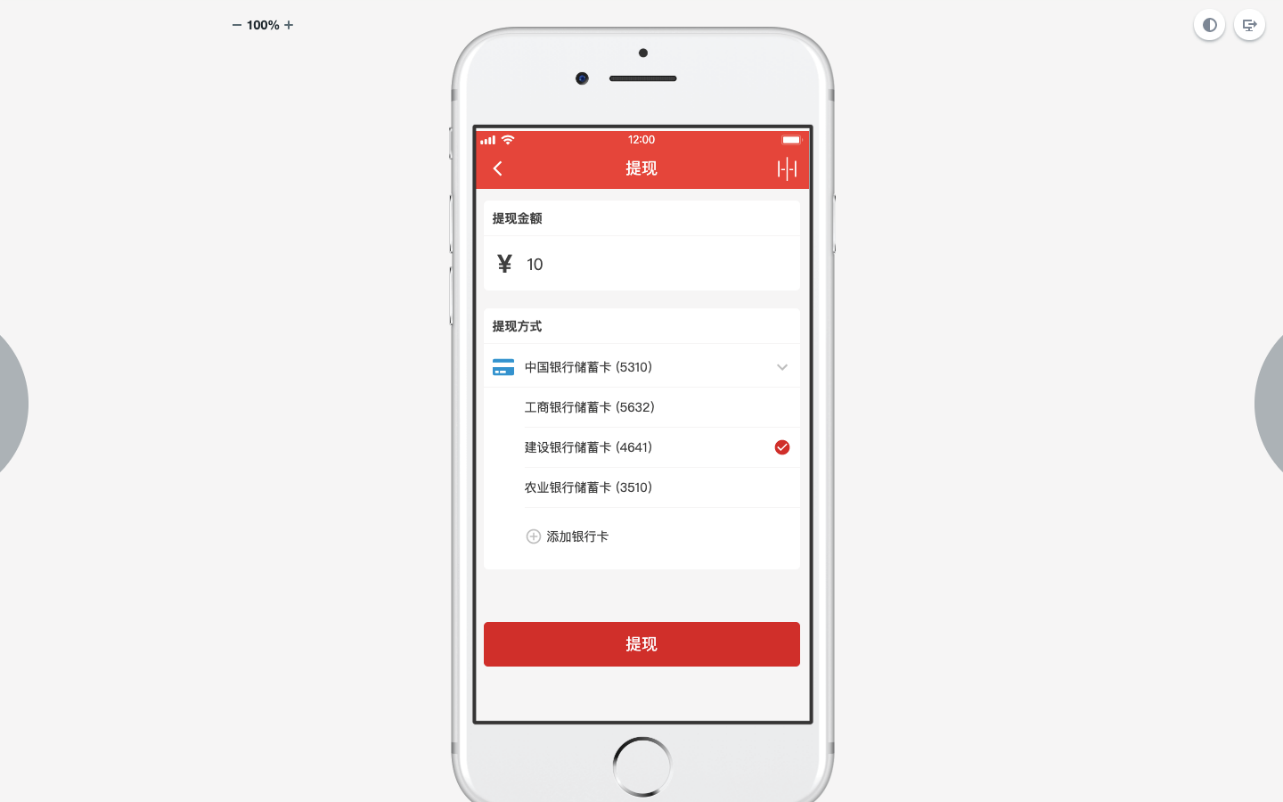 100%
12:00
提现
提现金额
¥ 10
提现方式
中国银行储蓄卡 (5310)
工商银行储蓄卡 (5632)
建设银行储蓄卡 (4641)
农业银行储蓄卡 (3510)
添加银行卡
提现